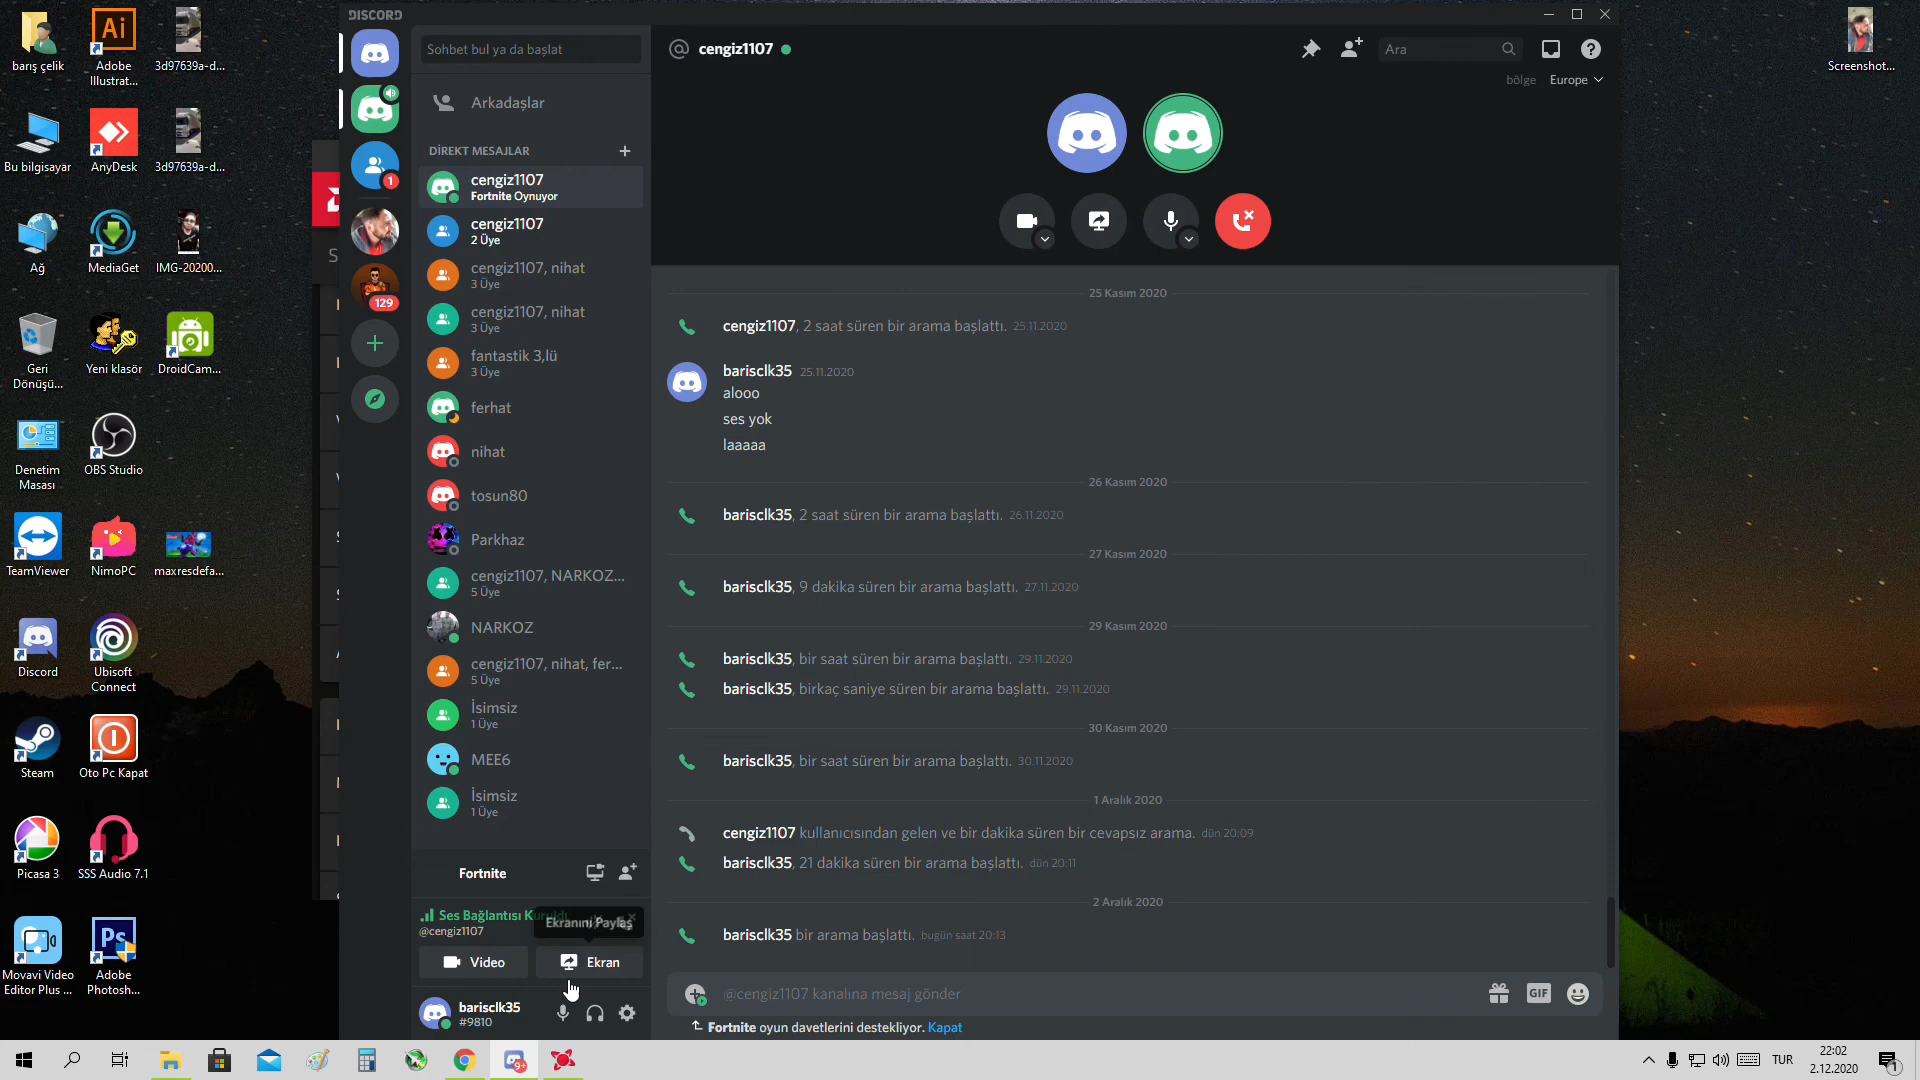 barış çelik
Adobe
Illustrat...
3d97639a-d...
Bu bilgisayar
AnyDesk
3d97639a-d...
Ağ
MediaGet
IMG-20200...
Geri
Dönüşü...
Yeni klasör
DroidCam...
Denetim
Masası
OBS Studio
TeamViewer
NimoPC
maxresdefa...
Discord
Ubisoft
Connect
Steam
Oto Pc Kapat
Picasa 3
SSS Audio 7.1
Movavi Video
Editor Plus ...
Adobe
Photosh...
DISCORD
1
129
Sohbet bul ya da başlat
Arkadaşlar
DİREKT MESAJLAR
cengiz1107
Fortnite Oynuyor
cengiz1107
2 Üye
cengiz1107, nihat
3 Üye
cengiz1107, nihat
3 Üye
fantastik 3,lü
3 Üye
ferhat
nihat
tosun80
Parkhaz
cengiz1107, NARKOZ...
5 Üye
NARKOZ
cengiz1107, nihat, fer...
5 Üye
İsimsiz
1 Üye
MEE6
İsimsiz
1 Üye
Fortnite
Ses Bağlantısı Kuruldu
Ekranını Paylaş
@cengiz1107
Video
Ekran
barisclk35
#9810
cengiz1107
Ara
bölge Europe
25 Kasım 2020
cengiz1107, 2 saat süren bir arama başlattı. 25.11.2020
barisclk35 25.11.2020
alooo
ses yok
laaaaa
26 Kasım 2020
barisclk35, 2 saat süren bir arama başlattı. 26.11.2020
27 Kasım 2020
barisclk35, 9 dakika süren bir arama başlattı. 27.11.2020
29 Kasım 2020
barisclk35, bir saat süren bir arama başlattı. 29.11.2020
barisclk35, birkaç saniye süren bir arama başlattı. 29.11.2020
30 Kasım 2020
barisclk35, bir saat süren bir arama başlattı. 30.11.2020
1 Aralık 2020
cengiz1107 kullanıcısından gelen ve bir dakika süren bir cevapsız arama. dün 20:09
barisclk35, 21 dakika süren bir arama başlattı. dün 20:11
2 Aralık 2020
barisclk35 bir arama başlattı. bugün saat 20:13
@cengiz1107 kanalına mesaj gönder
GIF
Fortnite oyun davetlerini destekliyor. Kapat
Screenshot...
Ai
Ps
9+
TUR
22:02
2.12.2020
1